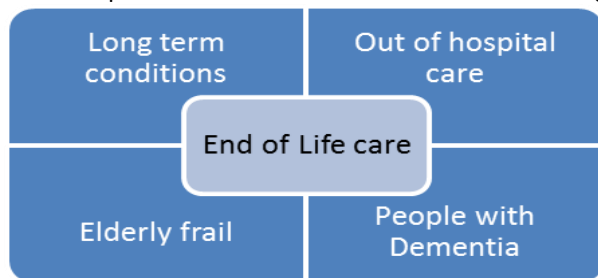 Long term
conditions
Out of hospital
care
End of Life care
Elderly frail
People with
Dementia